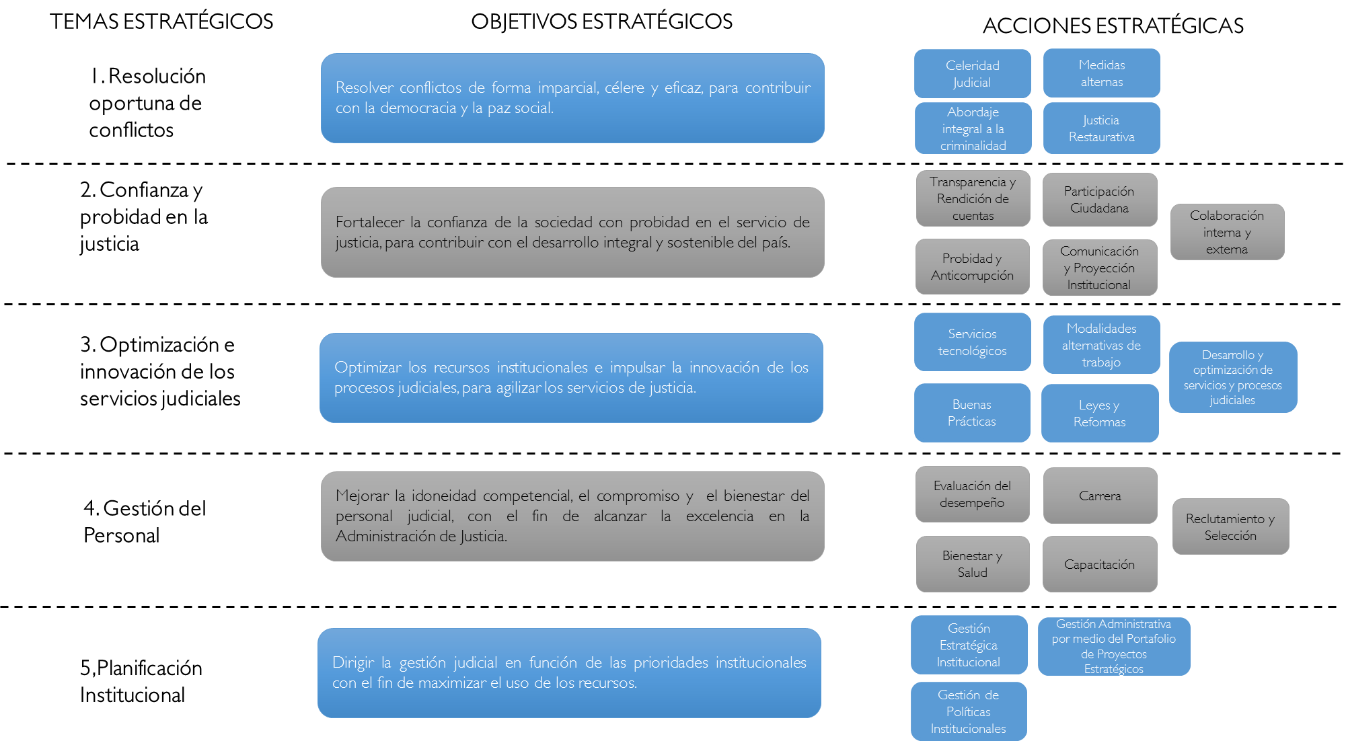 TEMAS ESTRATÉGICOS
OBJETIVOS ESTRATÉGICOS
ACCIONES ESTRATÉGICAS
1. Resolución
oportuna de
conflictos
Resolver conflictos de forma imparcial, célere y eficaz, para contribuir
con la democracia y la paz social.
Celeridad
Judicial
Medidas
alternas
Abordaje
integral a la
criminalidad
Justicia
Restaurativa
2. Confianza y
probidad en la
justicia
Fortalecer la confianza de la sociedad con probidad en el servicio de
justicia, para contribuir con el desarrollo integral y sostenible del país.
Transparencia y
Rendición de
cuentas
Participación
Ciudadana
Colaboración
interna y
externa
Probidad y
Anticorrupción
Comunicación
y Proyección
Institucional
3. Optimización e
innovación de los
servicios judiciales
Optimizar los recursos institucionales e impulsar la innovación de los
procesos judiciales, para agilizar los servicios de justicia.
Servicios
tecnológicos
Modalidades
alternativas de
trabajo
Desarrollo y
optimización de
servicios y procesos
judiciales
Buenas
Prácticas
Leyes y
Reformas
4. Gestión del
Personal
Mejorar la idoneidad competencial, el compromiso y el bienestar del
personal judicial, con el fin de alcanzar la excelencia en la
Administración de Justicia.
Evaluación del
desempeño
Carrera
Reclutamiento y
Selección
Bienestar y
Salud
Capacitación
5,Planificación
Institucional
Dirigir la gestión judicial en función de las prioridades institucionales
con el fin de maximizar el uso de los recursos.
Gestión
Estratégica
Institucional
Gestión Administrativa
por medio del Portafolio
de Proyectos
Estratégicos
Gestión de
Políticas
Institucionales